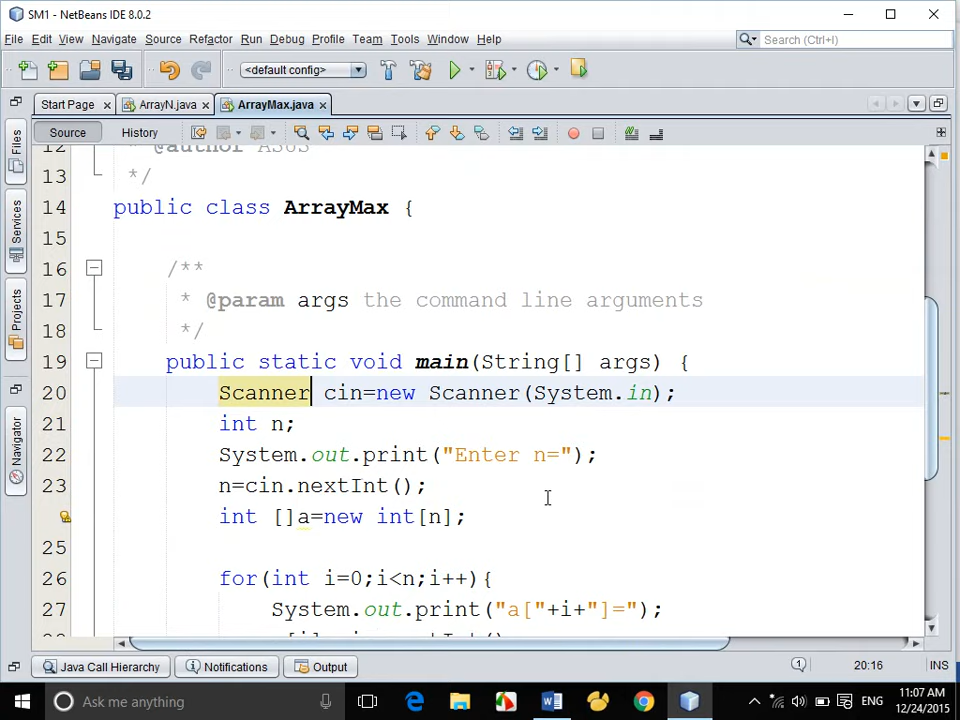 SM1 - NetBeans IDE 8.0.2
File Edit View Navigate Source Refactor Run Debug Profile Team Tools Window Help
Search (Ctrl+I)
<default config>
Start Page ArrayN.java ArrayMax.java
Source History
Files
Services
Projects
Navigator
12 * @author ASUS
13 */
14 public class ArrayMax {
15
16 /**
17 * @param args the command line arguments
18 */
19 public static void main(String[] args) {
20 Scanner cin=new Scanner(System.in);
21 int n;
22 System.out.print("Enter n=");
23 n=cin.nextInt();
int []a=new int[n];
25
26 for(int i=0;i<n;i++){
27 System.out.print("a["+i+"]=");
Java Call Hierarchy Notifications Output
1 20:16 INS
Ask me anything
ENG
11:07 AM
12/24/2015